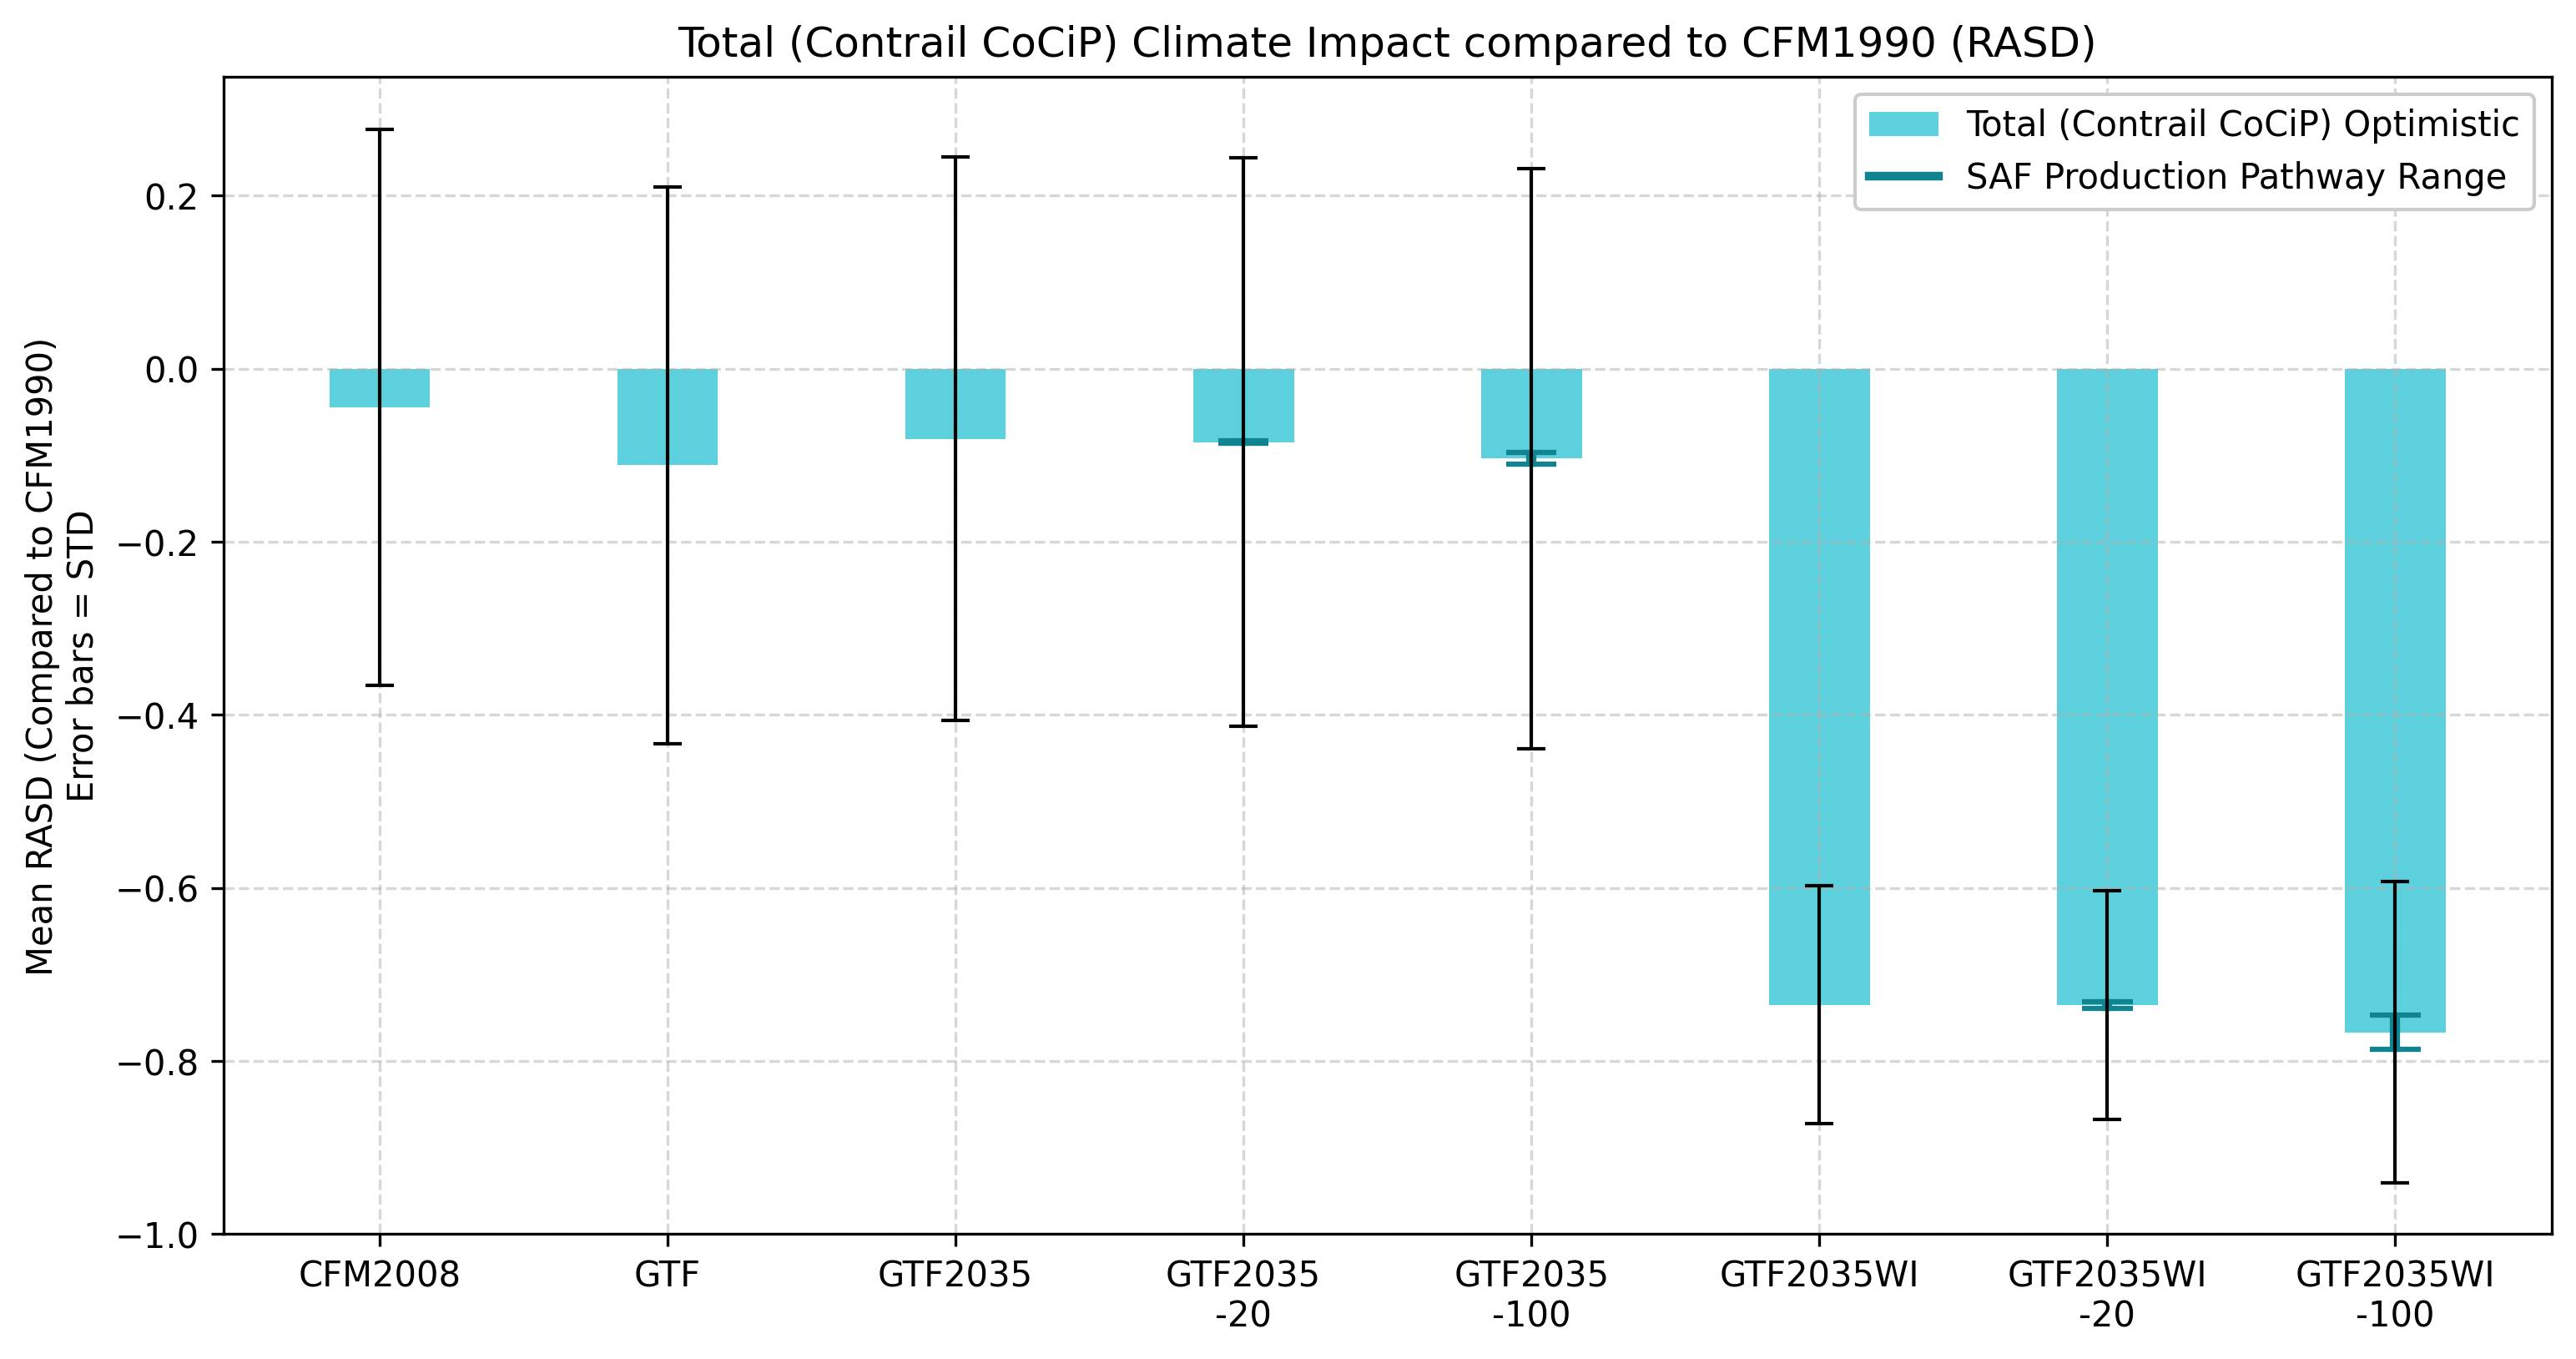 Total (Contrail CoCiP) Climate Impact compared to CFM1990 (RASD)
Total (Contrail CoCiP) Optimistic
SAF Production Pathway Range
Mean RASD (Compared to CFM1990)
Error bars = STD
0.2
0.0
−0.2
−0.4
−0.6
−0.8
−1.0
CFM2008
GTF
GTF2035
GTF2035
-20
GTF2035
-100
GTF2035WI
GTF2035WI
-20
GTF2035WI
-100